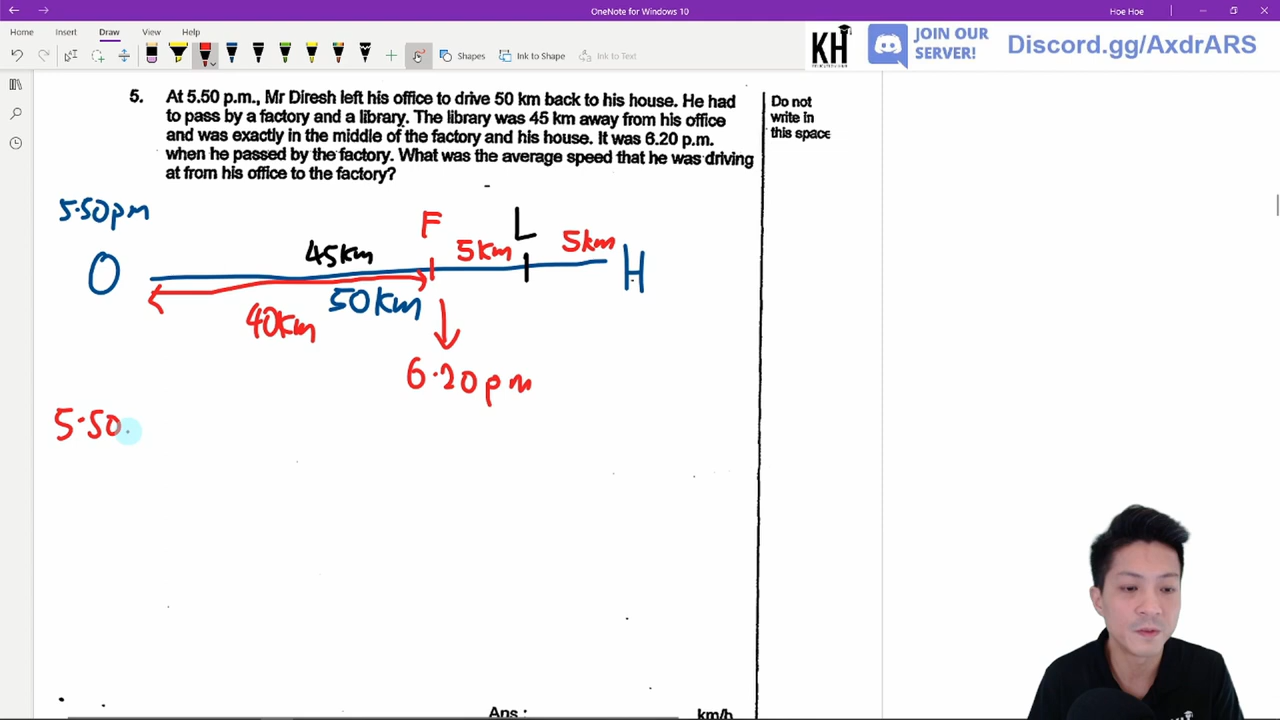 OneNote for Windows 10
Hoe Hoe
Home
Insert
Draw
View
Help
Shapes
Ink to Shape
Ink to Text
KH
JOIN OUR
SERVER!
Discord.gg/AxdrARS
5. At 5.50 p.m., Mr Diresh left his office to drive 50 km back to his house. He had
to pass by a factory and a library. The library was 45 km away from his office
and was exactly in the middle of the factory and his house. It was 6.20 p.m.
when he passed by the factory. What was the average speed that he was driving
at from his office to the factory?
Do not
write in
this space
5.50pm
F
L
45km
5km
5km
O
H
50km
40km
6.20pm
5.50
Ans :
km/h